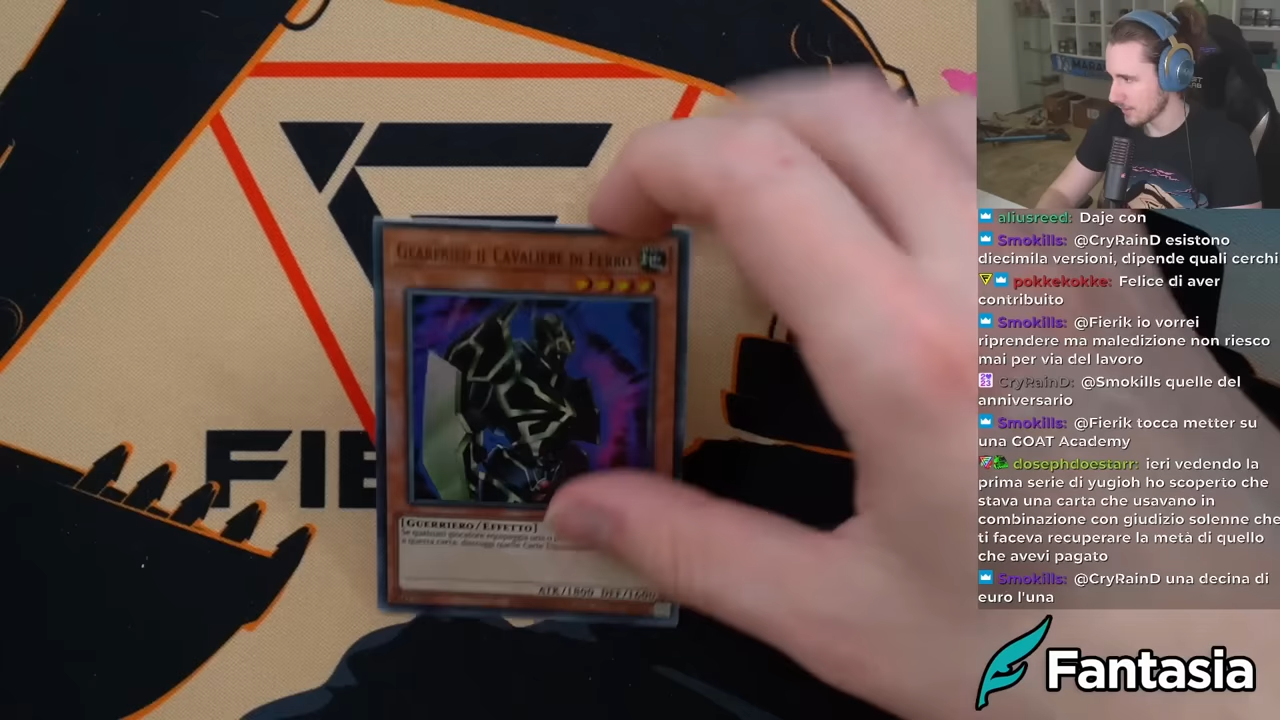 Gearfried il Cavaliere di Ferro
[Guerriero/Effetto]
ATK/1800 DEF/1600
FIE
MARA
aliusreed: Daje con
Smokills: @CryRainD esistono
diecimila versioni, dipende quali cerchi
pokkekokke: Felice di aver
contribuito
Smokills: @Fierik io vorrei
riprendere ma maledizione non riesco
mai per via del lavoro
CryRainD: @Smokills quelle del
anniversario
Smokills: @Fierik tocca metter su
una GOAT Academy
dosephdoestarr: ieri vedendo la
prima serie di yugioh ho scoperto che
stava una carta che usavano in
combinazione con giudizio solenne che
ti faceva recuperare la metà di quello
che avevi pagato
Smokills: @CryRainD una decina di
euro l'una
Fantasia